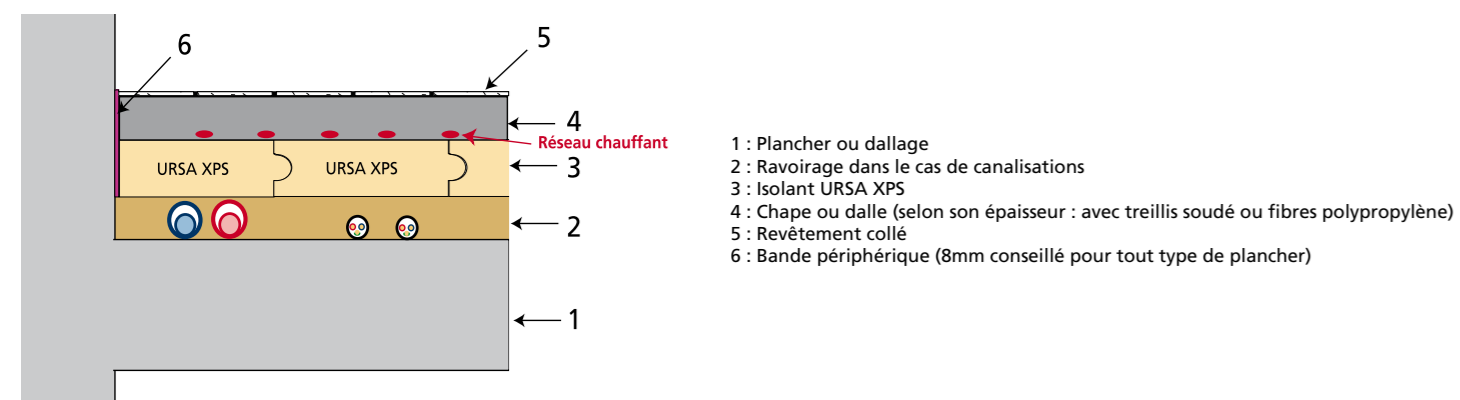 6
5
4
Réseau chauffant
URSA XPS
URSA XPS
3
2
1
1 : Plancher ou dallage
2 : Ravoirage dans le cas de canalisations
3 : Isolant URSA XPS
4 : Chape ou dalle (selon son épaisseur : avec treillis soudé ou fibres polypropylène)
5 : Revêtement collé
6 : Bande périphérique (8mm conseillé pour tout type de plancher)